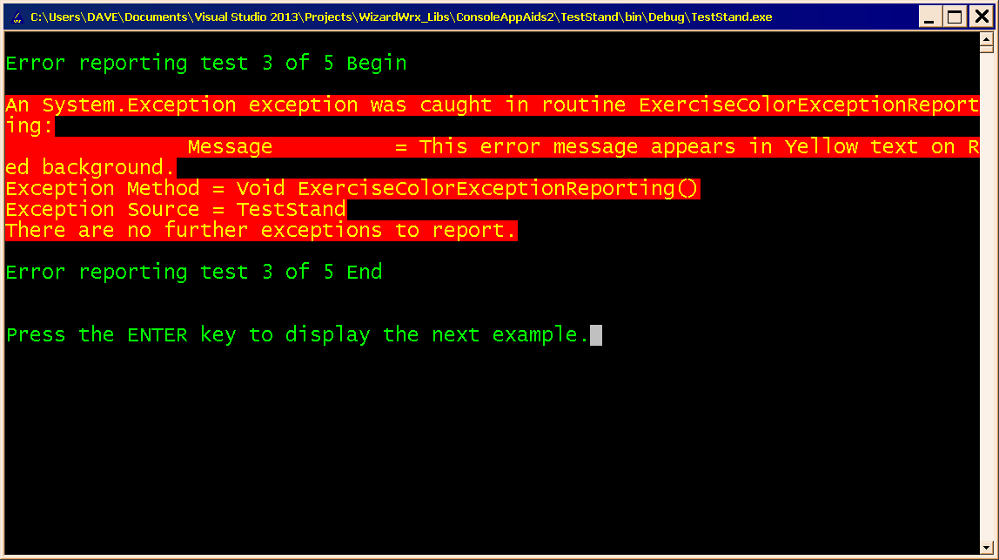 C:\Users\DAVE\Documents\Visual Studio 2013\Projects\WizardWrx_Libs\ConsoleAppAids2\TestStand\bin\Debug\TestStand.exe
Error reporting test 3 of 5 Begin
An System.Exception exception was caught in routine ExerciseColorExceptionReport
ing:
Message = This error message appears in Yellow text on R
ed background.
Exception Method = Void ExerciseColorExceptionReporting()
Exception Source = TestStand
There are no further exceptions to report.
Error reporting test 3 of 5 End
Press the ENTER key to display the next example.